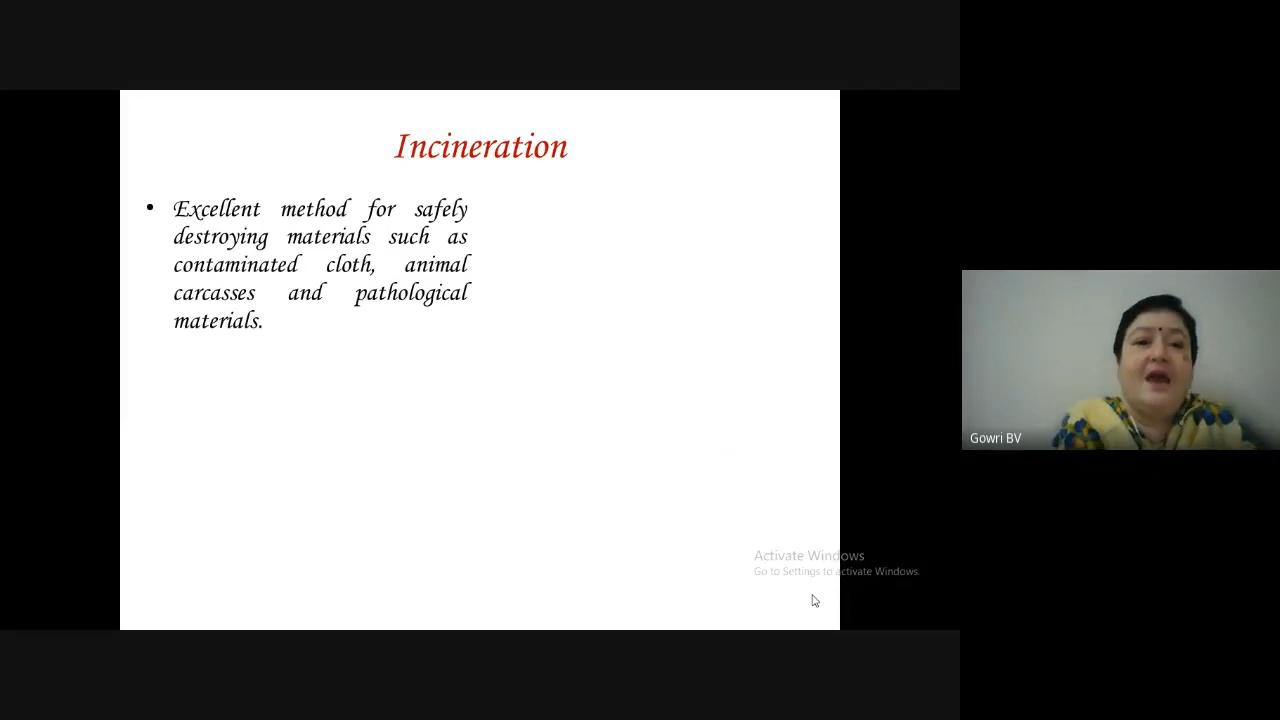 Incineration
• Excellent method for safely
destroying materials such as
contaminated cloth, animal
carcasses and pathological
materials.
Gowri BV
Activate Windows
Go to Settings to activate Windows.